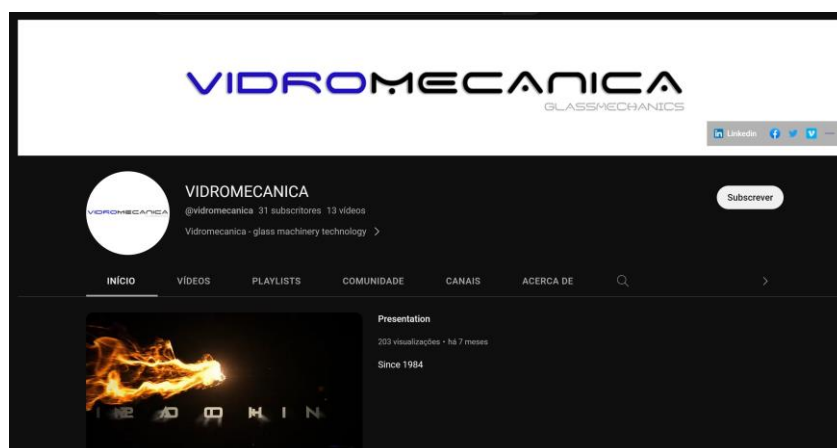 VIDROMECANICA
GLASSMECHANICS
Linkedin
VIDROMECANICA
VIDROMECANICA
@vidromecanica 31 subscritores 13 vídeos
Vidromecanica - glass machinery technology
Subscrever
INÍCIO VÍDEOS PLAYLISTS COMUNIDADE CANAIS ACERCA DE
Presentation
203 visualizações • há 7 meses
Since 1984